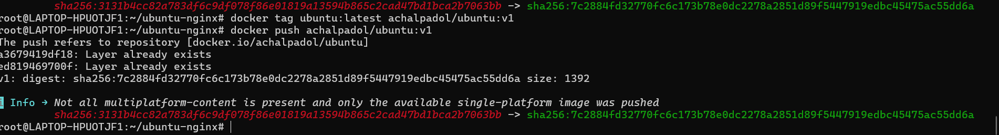 sha256:3131b4cc82a783df6c9df078f86e01819a13594b865c2cad47bd1bca2b7063bb -> sha256:7c2884fd32770fc6c173b78e0dc2278a2851d89f5447919edbc45475ac55dd6a
root@LAPTOP-HPUOTJF1:~/ubuntu-nginx# docker tag ubuntu:latest achalpadol/ubuntu:v1
root@LAPTOP-HPUOTJF1:~/ubuntu-nginx# docker push achalpadol/ubuntu:v1
The push refers to repository [docker.io/achalpadol/ubuntu]
a3679419df18: Layer already exists
ed819469700f: Layer already exists
v1: digest: sha256:7c2884fd32770fc6c173b78e0dc2278a2851d89f5447919edbc45475ac55dd6a size: 1392
i Info → Not all multiplatform-content is present and only the available single-platform image was pushed
sha256:3131b4cc82a783df6c9df078f86e01819a13594b865c2cad47bd1bca2b7063bb -> sha256:7c2884fd32770fc6c173b78e0dc2278a2851d89f5447919edbc45475ac55dd6a
root@LAPTOP-HPUOTJF1:~/ubuntu-nginx#